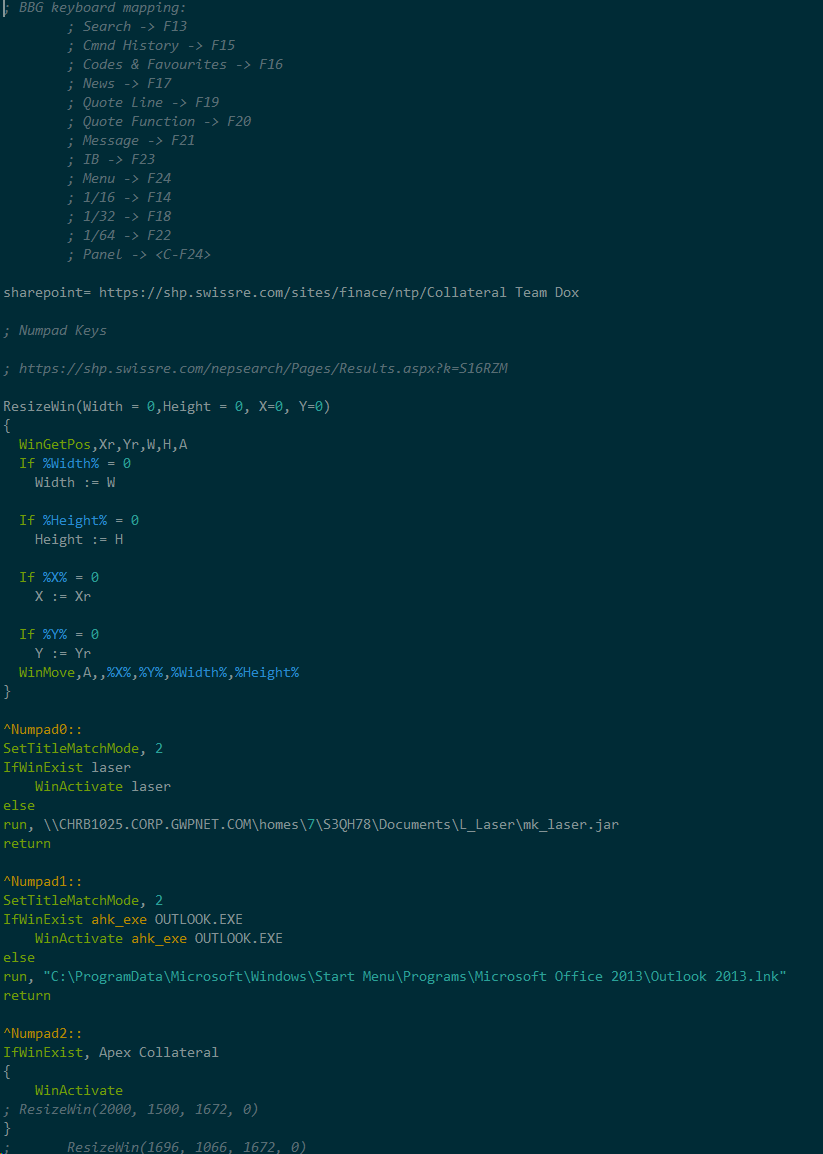 ; BBG keyboard mapping:
; Search -> F13
; Cmnd History -> F15
; Codes & Favourites -> F16
; News -> F17
; Quote Line -> F19
; Quote Function -> F20
; Message -> F21
; IB -> F23
; Menu -> F24
; 1/16 -> F14
; 1/32 -> F18
; 1/64 -> F22
; Panel -> <C-F24>
sharepoint= https://shp.swissre.com/sites/finace/ntp/Collateral Team Dox
; Numpad Keys
; https://shp.swissre.com/nepsearch/Pages/Results.aspx?k=S16RZM
ResizeWin(Width = 0,Height = 0, X=0, Y=0)
{
WinGetPos,Xr,Yr,W,H,A
If %Width% = 0
Width := W
If %Height% = 0
Height := H
If %X% = 0
X := Xr
If %Y% = 0
Y := Yr
WinMove,A,,%X%,%Y%,%Width%,%Height%
}
^Numpad0::
SetTitleMatchMode, 2
IfWinExist laser
WinActivate laser
else
run, \\CHRB1025.CORP.GWPNET.COM\homes\7\S3QH78\Documents\L_Laser\mk_laser.jar
return
^Numpad1::
SetTitleMatchMode, 2
IfWinExist ahk_exe OUTLOOK.EXE
WinActivate ahk_exe OUTLOOK.EXE
else
run, "C:\ProgramData\Microsoft\Windows\Start Menu\Programs\Microsoft Office 2013\Outlook 2013.lnk"
return
^Numpad2::
IfWinExist, Apex Collateral
{
WinActivate
; ResizeWin(2000, 1500, 1672, 0)
}
; ResizeWin(1696, 1066, 1672, 0)